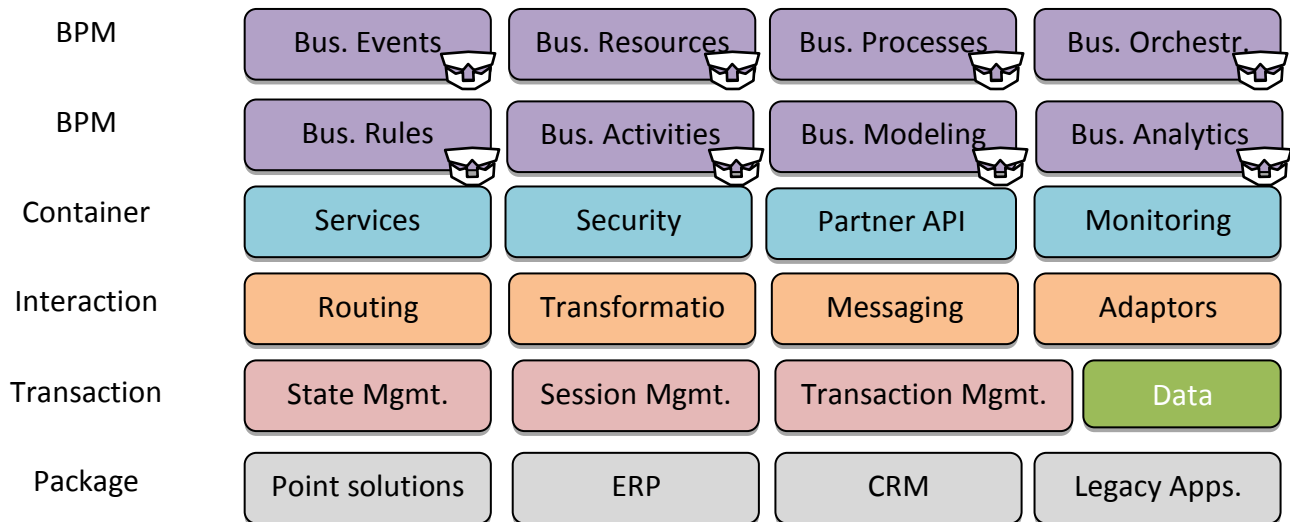 BPM Bus. Events Bus. Resources Bus. Processes Bus. Orchestr.
BPM Bus. Rules Bus. Activities Bus. Modeling Bus. Analytics
Container Services Security Partner API Monitoring
Interaction Routing Transformatio Messaging Adaptors
Transaction State Mgmt. Session Mgmt. Transaction Mgmt. Data
Package Point solutions ERP CRM Legacy Apps.